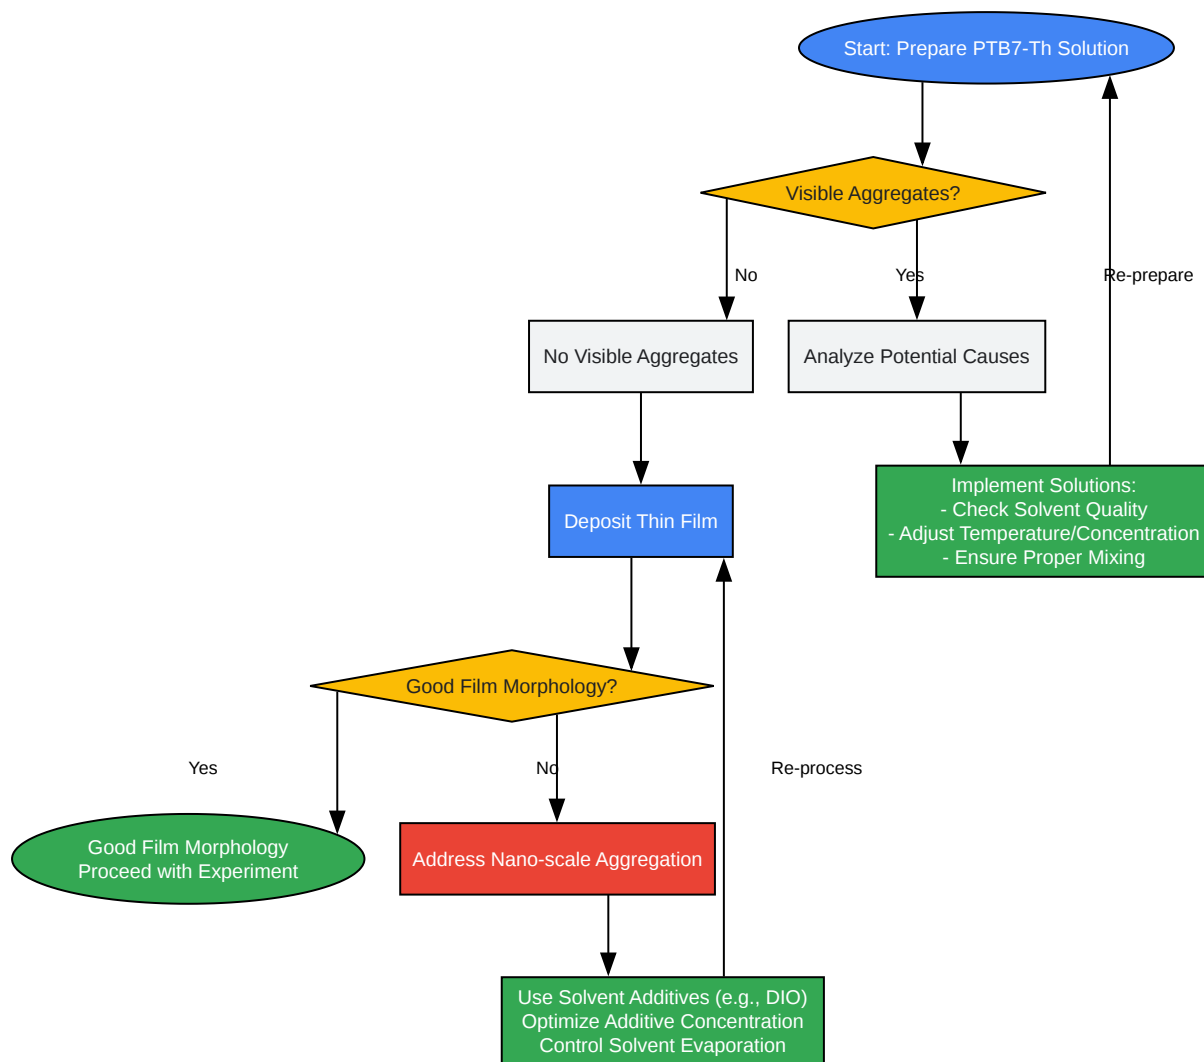 Start: Prepare PTB7-Th Solution
Visible Aggregates?
No
Yes
Re-prepare
No Visible Aggregates
Analyze Potential Causes
Implement Solutions:
- Check Solvent Quality
- Adjust Temperature/Concentration
- Ensure Proper Mixing
Deposit Thin Film
Good Film Morphology?
Yes
No
Re-process
Good Film Morphology
Proceed with Experiment
Address Nano-scale Aggregation
Use Solvent Additives (e.g., DIO)
Optimize Additive Concentration
Control Solvent Evaporation